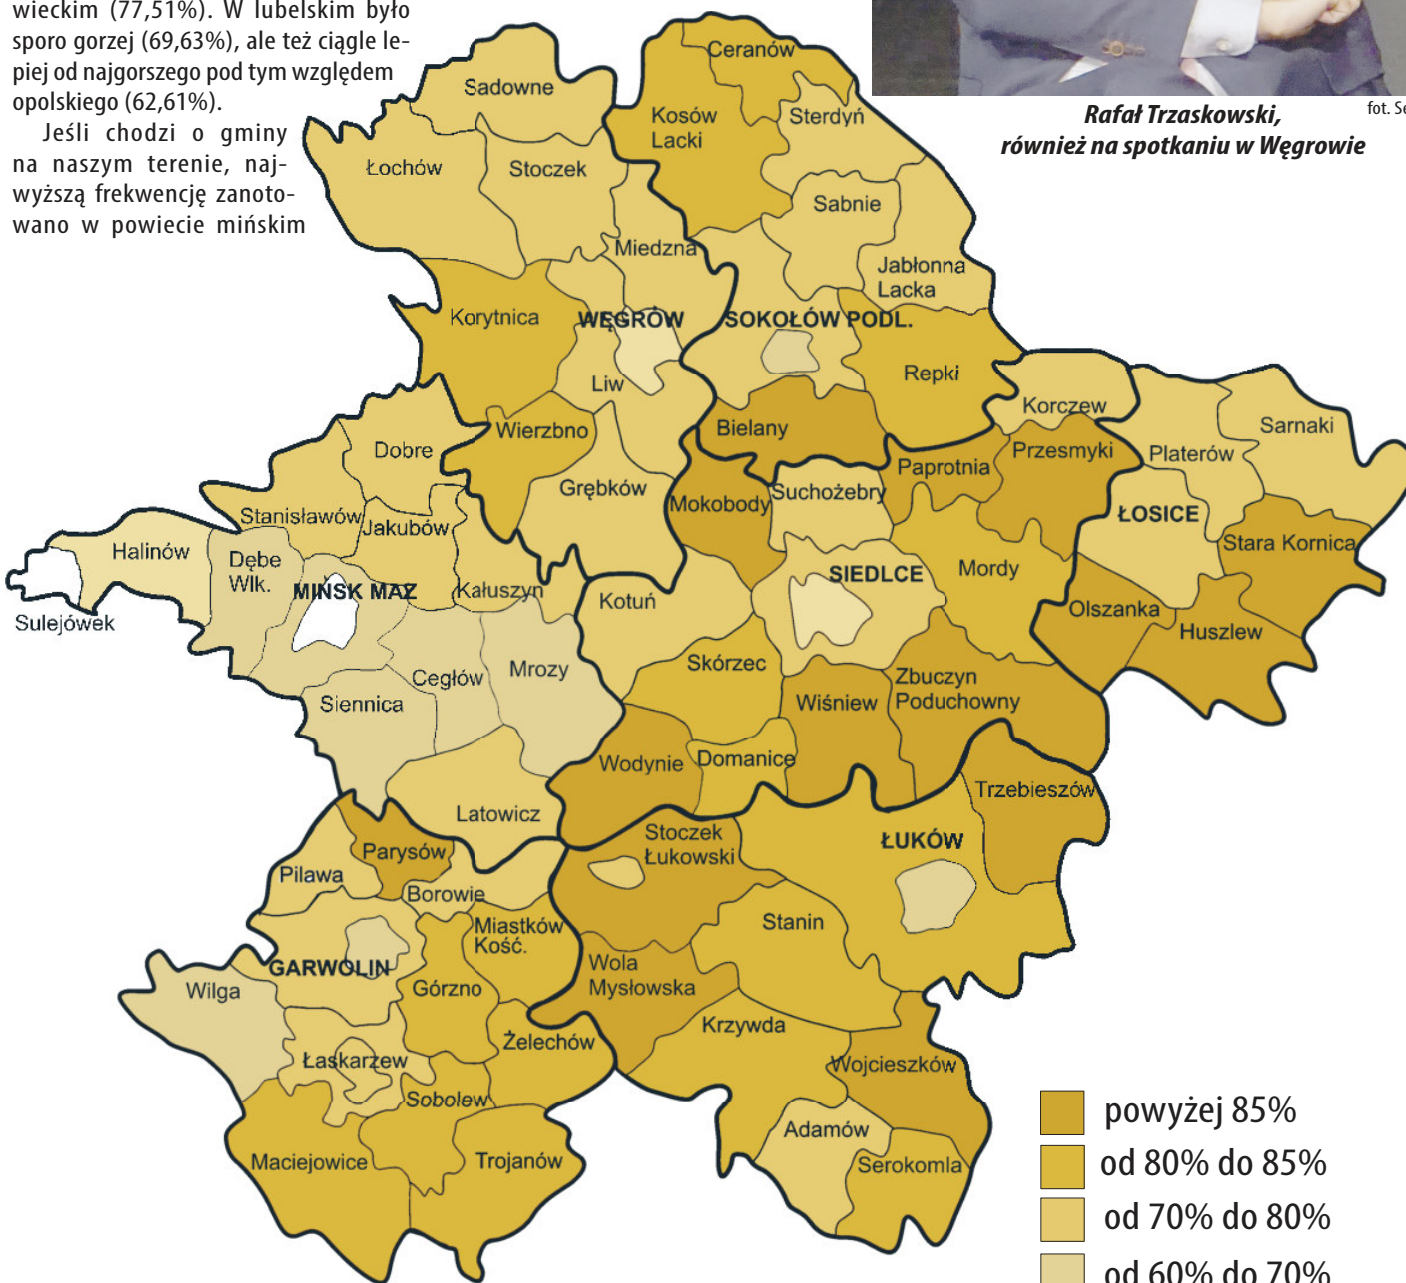 wieckim (77,51%). W lubelskim było
sporo gorzej (69,63%), ale też ciągle le-
piej od najgorszego pod tym względem
opolskiego (62,61%).
Jeśli chodzi o gminy
na naszym terenie, naj-
wyższą frekwencję zanoto-
wano w powiecie mińskim
Rafał Trzaskowski,
również na spotkaniu w Węgrowie
fot. Se
Ceranów
Sadowne
Kosów
Lacki
Sterdyń
Łochów
Stoczek
Sabnie
Miedzna
Jabłonna
Lacka
Korytnica
WĘGRÓW
SOKOŁÓW PODL.
Liw
Repki
Korczew
Wierzbno
Bielany
Sarnaki
Dobre
Paprotnia
Przesmyki
Platerów
Grębków
Mokobody
Suchożebry
Stanisławów
Jakubów
ŁOSICE
Stara Kornica
Halinów
Dębe
Wlk.
MIŃSK MAZ
Kałuszyn
Kotuń
SIEDLCE
Mordy
Olszanka
Huszlew
Sulejówek
Siennica
Cegłów
Mrozy
Skórzec
Wiśniew
Zbuczyn
Poduchowny
Wodynie
Domanice
Trzebieszów
Latowicz
Stoczek
Łukowski
ŁUKÓW
Pilawa
Parysów
Borowie
Miastków
Kość.
Stanin
GARWOLIN
Wilga
Górzno
Wola
Mysłowska
Krzywda
Żelechów
Łaskarzew
Wojcieszków
Sobolew
Adamów
Maciejowice
Trojanów
Serokomla
powyżej 85%
od 80% do 85%
od 70% do 80%
od 60% do 70%